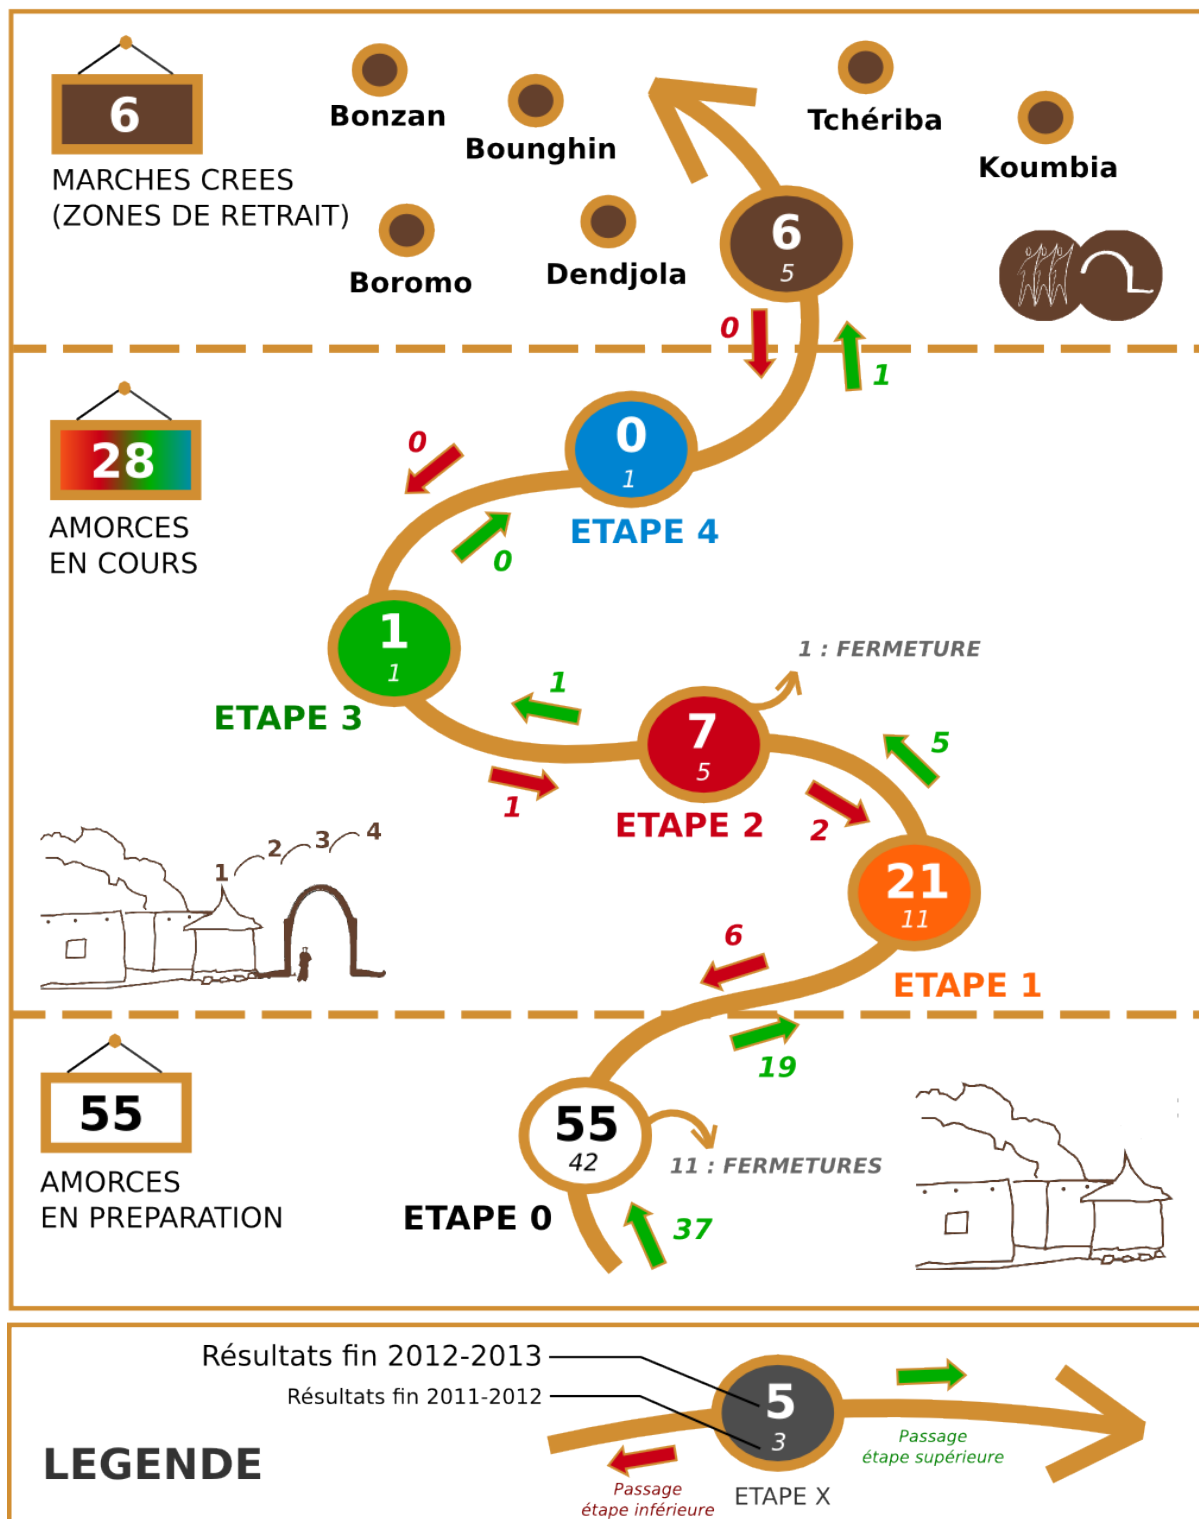 6
MARCHES CREES
(ZONES DE RETRAIT)
Bonzan
Bounghin
Tchériba
Koumbia
Boromo
Dendjola
6
5
0
1
28
AMORCES
EN COURS
0
1
ETAPE 4
0
0
1
1
ETAPE 3
1 : FERMETURE
1
7
5
ETAPE 2
1
5
2
21
11
ETAPE 1
1
2
3
4
6
19
55
AMORCES
EN PREPARATION
55
42
11 : FERMETURES
ETAPE 0
37
Résultats fin 2012-2013
Résultats fin 2011-2012
5
3
ETAPE X
Passage
étape supérieure
Passage
étape inférieure
LEGENDE